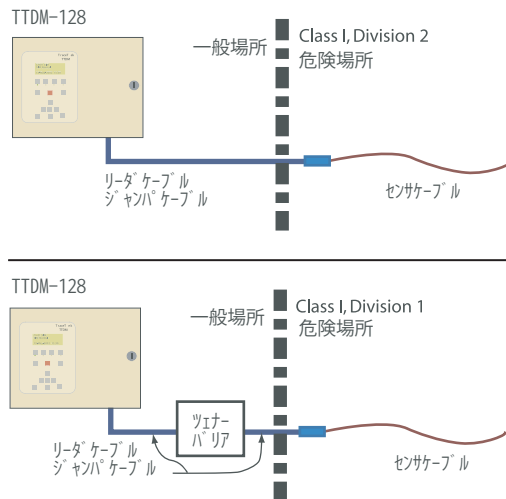 TTDM-128
一般場所
Class I, Division 2
危険場所
リーダケーブル
ジャンパケーブル
センサケーブル
TTDM-128
一般場所
Class I, Division 1
危険場所
ツェナー
バリア
リーダケーブル
ジャンパケーブル
センサケーブル